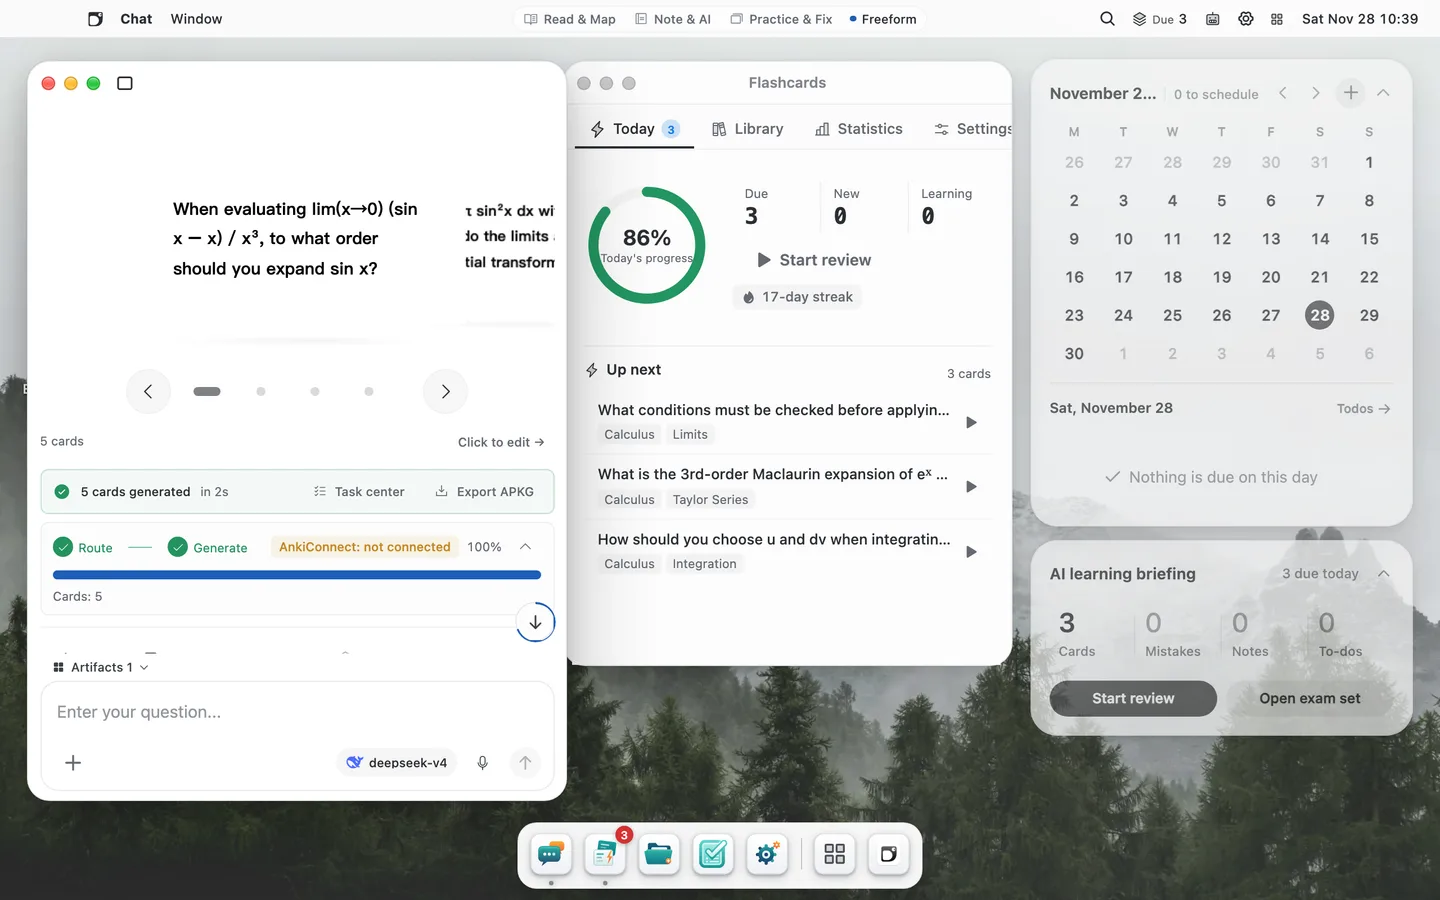 Chat
Window
Read & Map
Note & AI
Practice & Fix
Freeform
Due 3
Sat Nov 28 10:39
When evaluating lim(x→0) (sin
x − x) / x³, to what order
should you expand sin x?
sin²x dx
do the limits
5 cards
Click to edit →
5 cards generated in 2s
Task center
Export APKG
Route
Generate
AnkiConnect: not connected
100%
Cards: 5
Artifacts 1
Enter your question...
deepseek-v4
Flashcards
Today 3
Library
Statistics
Settings
86%
Today's progress
Due
3
New
0
Learning
0
Start review
17-day streak
Up next
3 cards
What conditions must be checked before applyin...
Calculus
Limits
What is the 3rd-order Maclaurin expansion of eˣ ...
Calculus
Taylor Series
How should you choose u and dv when integratin...
Calculus
Integration
November 2...
0 to schedule
M T W T F S S
26 27 28 29 30 31 1
2 3 4 5 6 7 8
9 10 11 12 13 14 15
16 17 18 19 20 21 22
23 24 25 26 27 28 29
30 1 2 3 4 5 6
Sat, November 28
Todos →
Nothing is due on this day
AI learning briefing
3 due today
3
Cards
0
Mistakes
0
Notes
0
To-dos
Start review
Open exam set
3